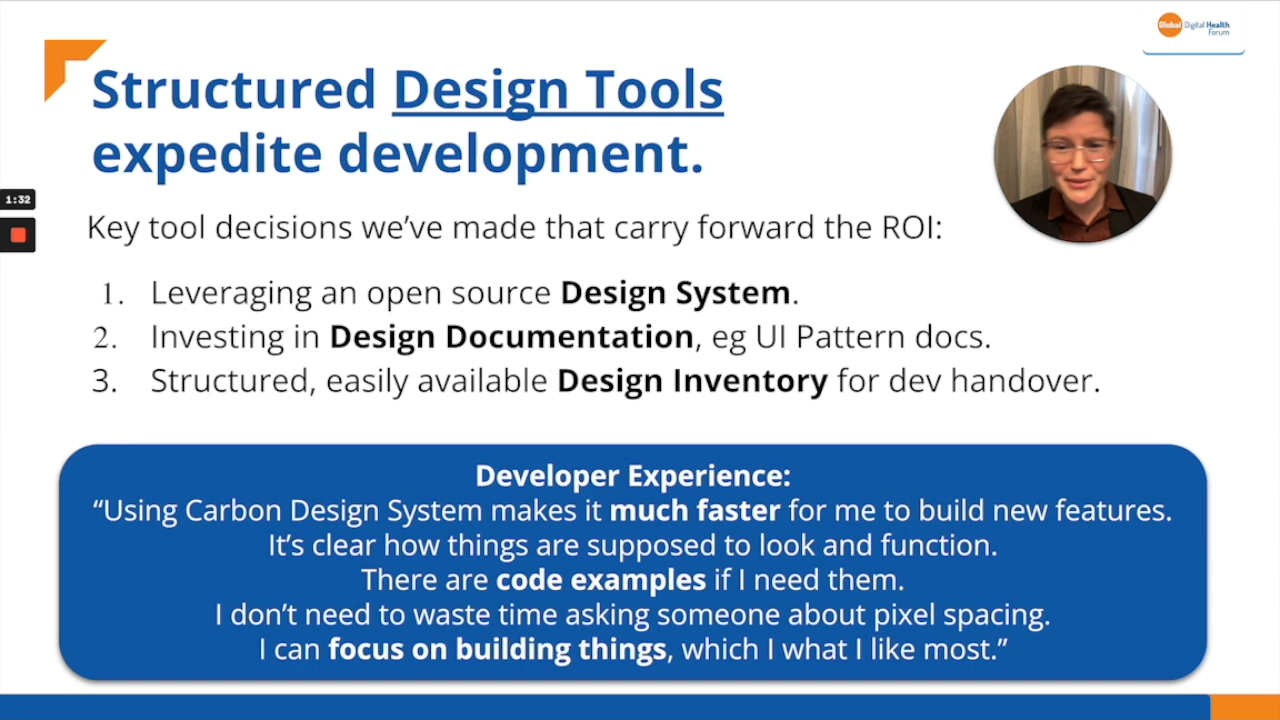 Global Digital Health
Forum
Structured Design Tools
expedite development.
1:32
Key tool decisions we’ve made that carry forward the ROI:
1. Leveraging an open source Design System.
2. Investing in Design Documentation, eg UI Pattern docs.
3. Structured, easily available Design Inventory for dev handover.
Developer Experience:
“Using Carbon Design System makes it much faster for me to build new features.
It’s clear how things are supposed to look and function.
There are code examples if I need them.
I don’t need to waste time asking someone about pixel spacing.
I can focus on building things, which I what I like most.”